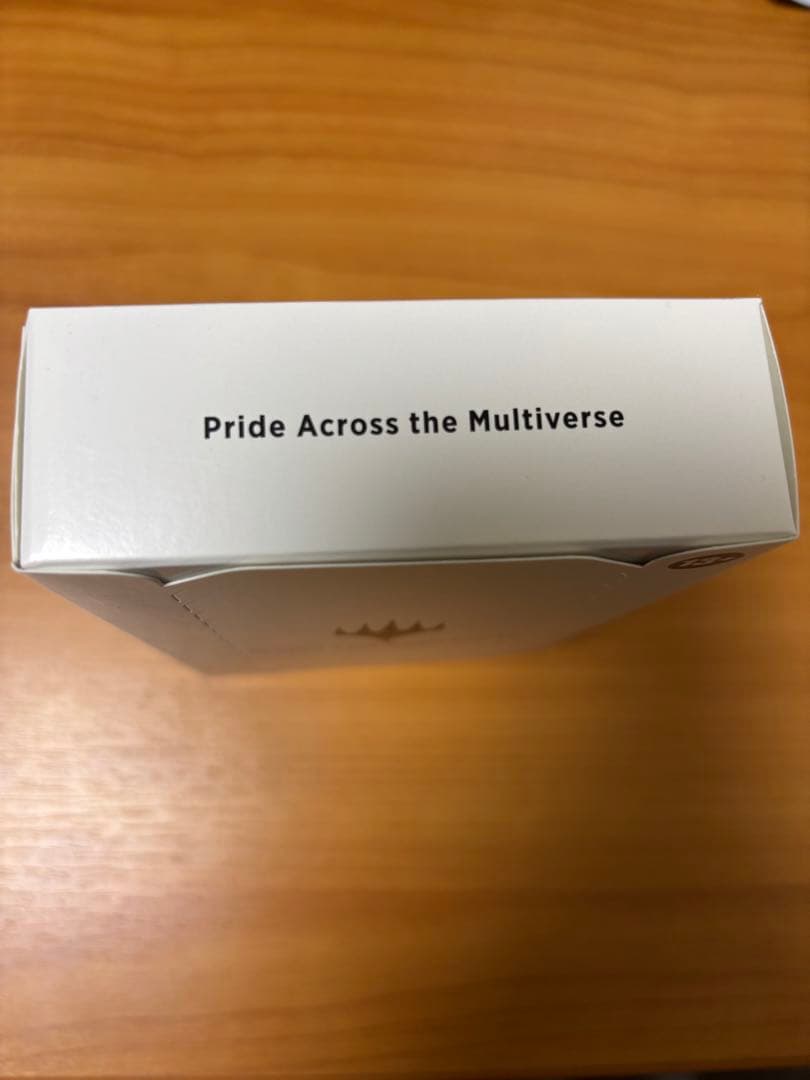 Pride Across the Multiverse